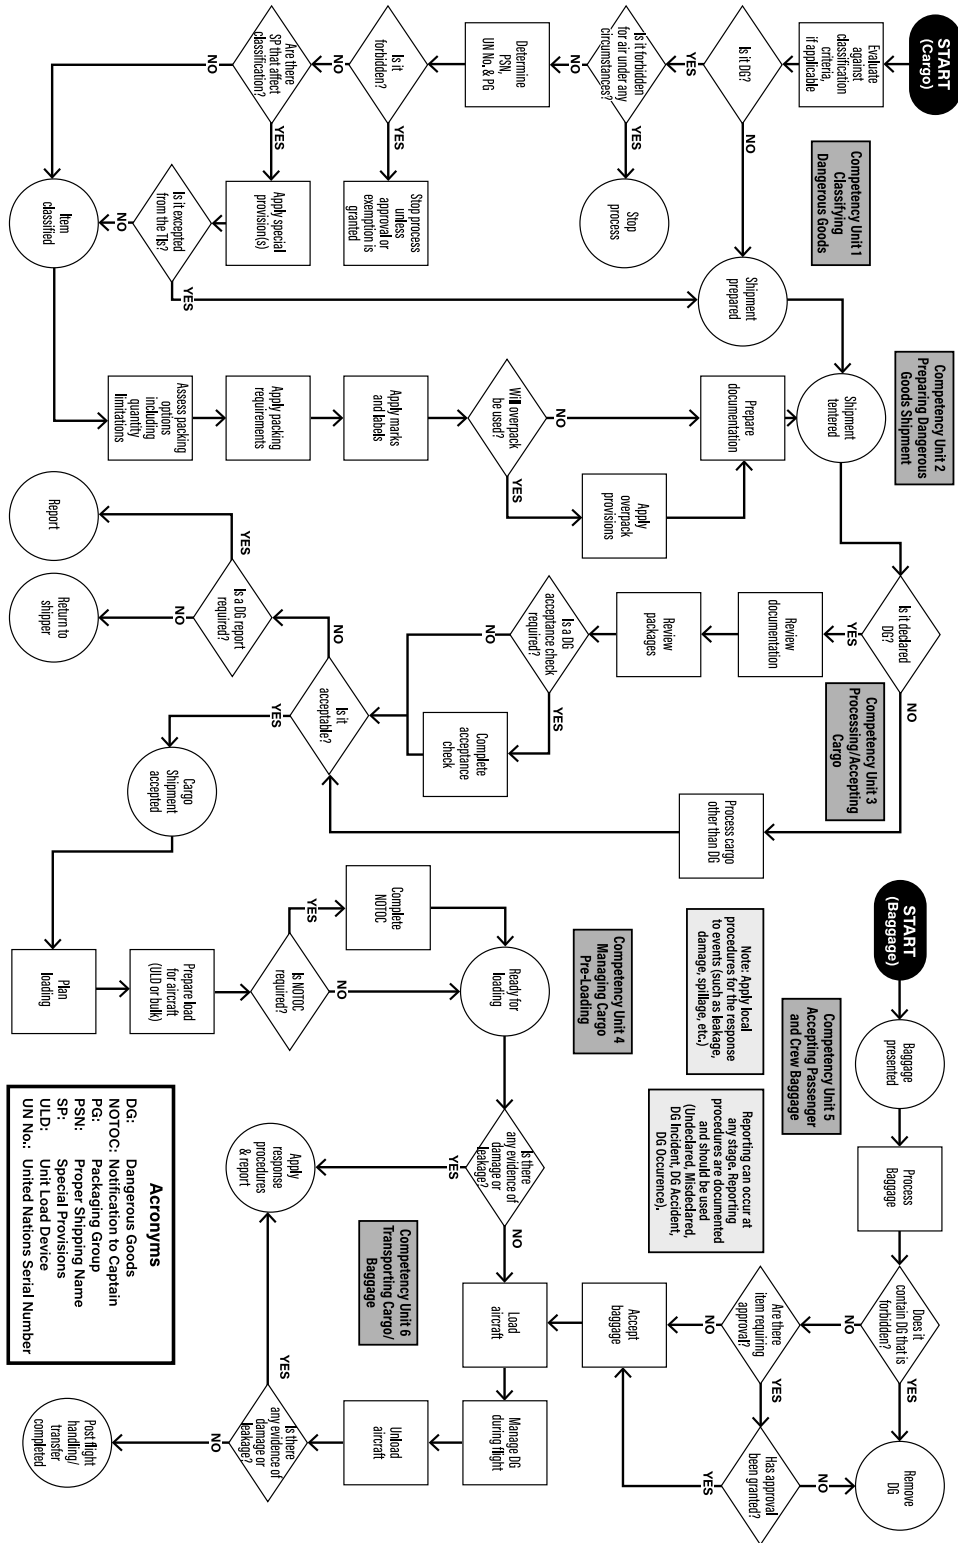 START
(Cargo)
Evaluate
against
classification
criteria,
if applicable
Is it DG?
YES
NO
Is it forbidden
for air under any
circumstances?
YES
NO
Stop
process
Determine
PSN,
UN No. & PG
Is it
forbidden?
YES
NO
Stop process
unless
approval or
exemption is
granted
Are there
SP that affect
classification?
YES
NO
Apply special
provision(s)
Is it excepted
from the TIs?
YES
NO
Item
classified
Competency Unit 1
Classifying
Dangerous Goods
Shipment
prepared
Competency Unit 2
Preparing Dangerous
Goods Shipment
Shipment
tentered
Prepare
documentation
Will overpack
be used?
NO
YES
Apply
overpack
provisions
Apply marks
and labels
Apply packing
requirements
Assess packing
options
including
quantity
limitations
Is it declared
DG?
YES
NO
Review
documentation
Review
packages
Is a DG
acceptance check
required?
YES
NO
Complete
acceptance
check
Is it
acceptable?
NO
YES
Is a DG report
required?
YES
NO
Report
Return to
shipper
Competency Unit 3
Processing/Accepting
Cargo
Process cargo
other than DG
Cargo
Shipment
accepted
Plan
loading
Prepare load
for aircraft
(ULD or bulk)
Is NOTOC
required?
YES
NO
Complete
NOTOC
Ready for
loading
Competency Unit 4
Managing Cargo
Pre-Loading
START
(Baggage)
Baggage
presented
Process
Baggage
Does it
contain DG that is
forbidden?
YES
NO
Remove
DG
Are there
item requiring
approval?
YES
NO
Has approval
been granted?
NO
YES
Accept
baggage
Competency Unit 5
Accepting Passenger
and Crew Baggage
Note: Apply local
procedures for the response
to events (such as leakage,
damage, spillage, etc.)
Reporting can occur at
any stage. Reporting
procedures are documented
and should be used
(Undeclared, Misdeclared,
DG Incident, DG Accident,
DG Occurence).
Is there
any evidence of
damage or
leakage?
YES
NO
Load
aircraft
Manage DG
during flight
Unload
aircraft
Is there
any evidence of
damage or
leakage?
YES
NO
Apply
response
procedures
& report
Post flight
handling/
transfer
completed
Competency Unit 6
Transporting Cargo/
Baggage
Acronyms
DG: Dangerous Goods
NOTOC: Notification to Captain
PG: Packaging Group
PSN: Proper Shipping Name
SP: Special Provisions
ULD: Unit Load Device
UN No.: United Nations Serial Number